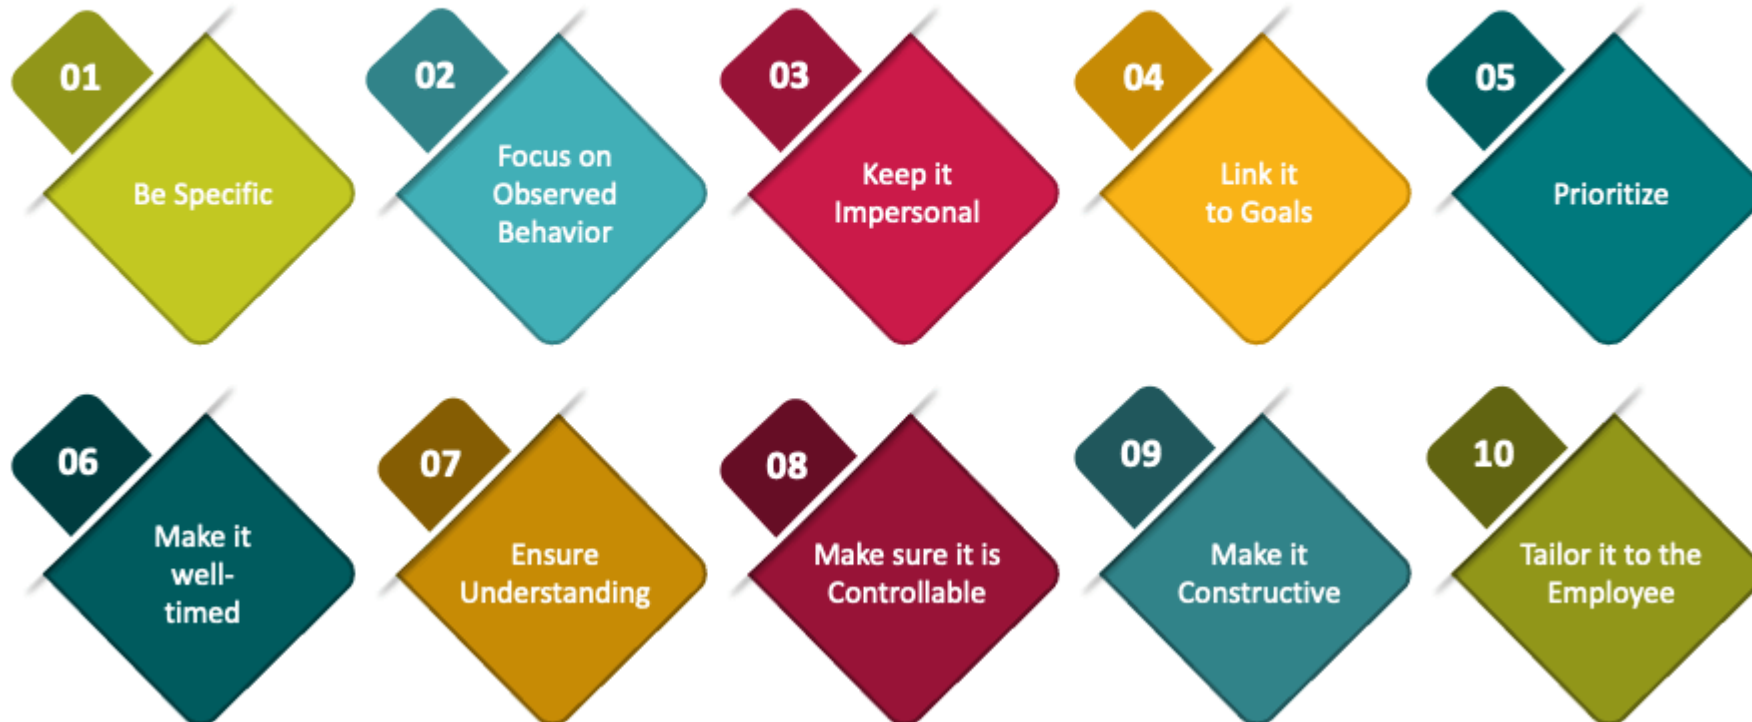 01
Be Specific
02
Focus on
Observed
Behavior
03
Keep it
Impersonal
04
Link it
to Goals
05
Prioritize
06
Make it
well-
timed
07
Ensure
Understanding
08
Make sure it is
Controllable
09
Make it
Constructive
10
Tailor it to the
Employee